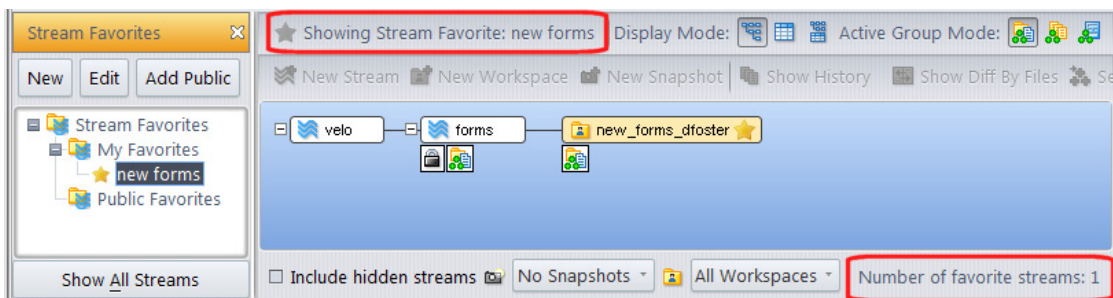 Stream Favorites
New Edit Add Public
Stream Favorites
My Favorites
new forms
Public Favorites
Show All Streams
Showing Stream Favorite: new forms Display Mode: Active Group Mode:
New Stream New Workspace New Snapshot Show History Show Diff By Files Se
velo forms new_forms_dfoster
Include hidden streams No Snapshots All Workspaces Number of favorite streams: 1